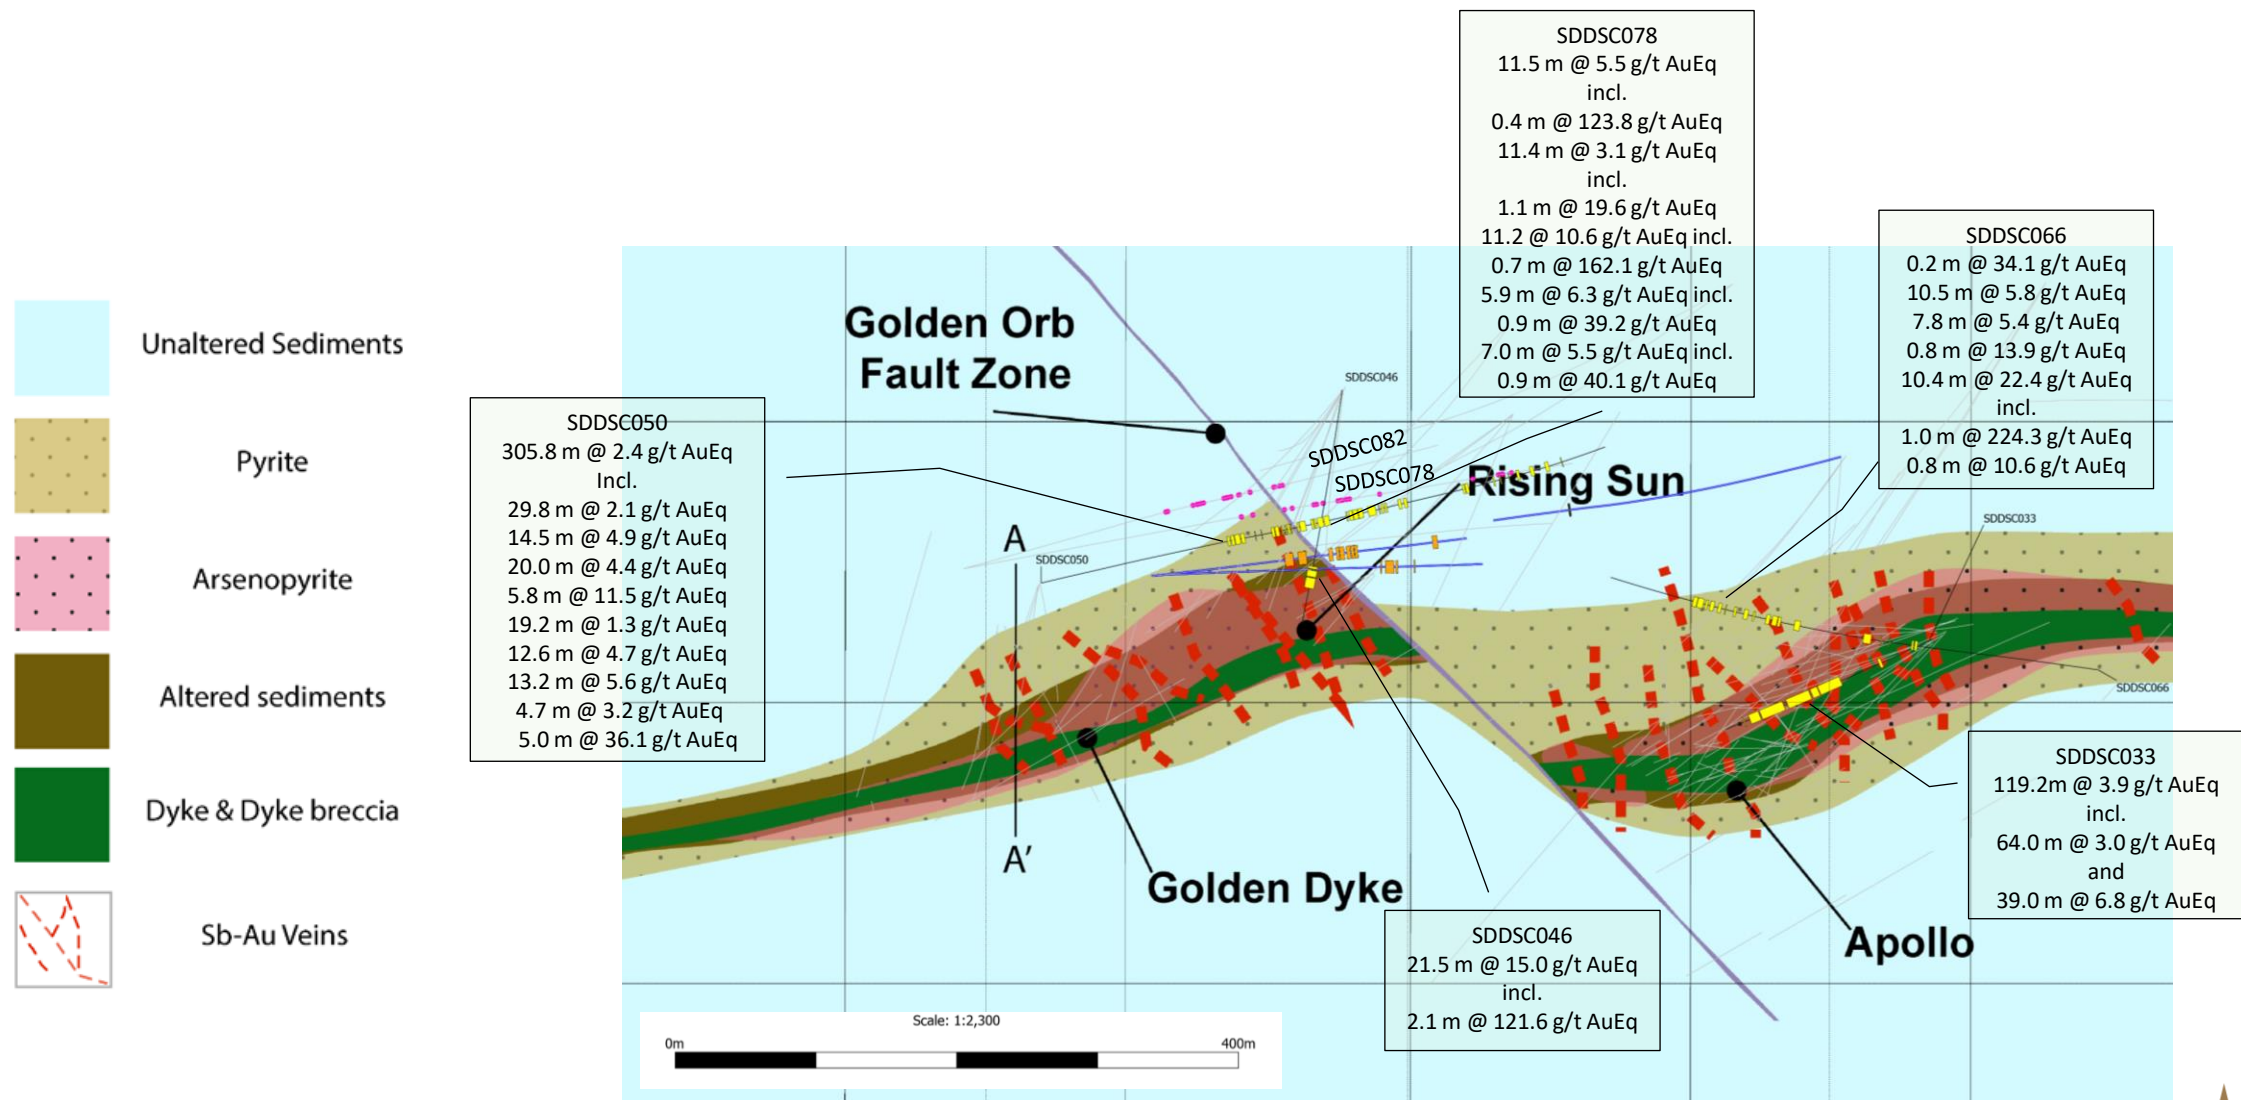 SDDSC078
11.5 m @ 5.5 g/t AuEq
incl.
0.4 m @ 123.8 g/t AuEq
11.4 m @ 3.1 g/t AuEq
incl.
1.1 m @ 19.6 g/t AuEq
11.2 @ 10.6 g/t AuEq incl.
0.7 m @ 162.1 g/t AuEq
5.9 m @ 6.3 g/t AuEq incl.
0.9 m @ 39.2 g/t AuEq
7.0 m @ 5.5 g/t AuEq incl.
0.9 m @ 40.1 g/t AuEq
SDDSC066
0.2 m @ 34.1 g/t AuEq
10.5 m @ 5.8 g/t AuEq
7.8 m @ 5.4 g/t AuEq
0.8 m @ 13.9 g/t AuEq
10.4 m @ 22.4 g/t AuEq
incl.
1.0 m @ 224.3 g/t AuEq
0.8 m @ 10.6 g/t AuEq
Unaltered Sediments
Pyrite
Arsenopyrite
Altered sediments
Dyke & Dyke breccia
Sb-Au Veins
Golden Orb
Fault Zone
SDDSC046
SDDSC050
305.8 m @ 2.4 g/t AuEq
Incl.
29.8 m @ 2.1 g/t AuEq
14.5 m @ 4.9 g/t AuEq
20.0 m @ 4.4 g/t AuEq
5.8 m @ 11.5 g/t AuEq
19.2 m @ 1.3 g/t AuEq
12.6 m @ 4.7 g/t AuEq
13.2 m @ 5.6 g/t AuEq
4.7 m @ 3.2 g/t AuEq
5.0 m @ 36.1 g/t AuEq
SDDSC082
SDDSC078
Rising Sun
A
SDDSC050
SDDSC033
SDDSC066
A'
Golden Dyke
SDDSC033
119.2m @ 3.9 g/t AuEq
incl.
64.0 m @ 3.0 g/t AuEq
and
39.0 m @ 6.8 g/t AuEq
Apollo
SDDSC046
21.5 m @ 15.0 g/t AuEq
incl.
2.1 m @ 121.6 g/t AuEq
Scale: 1:2,300
0m
400m